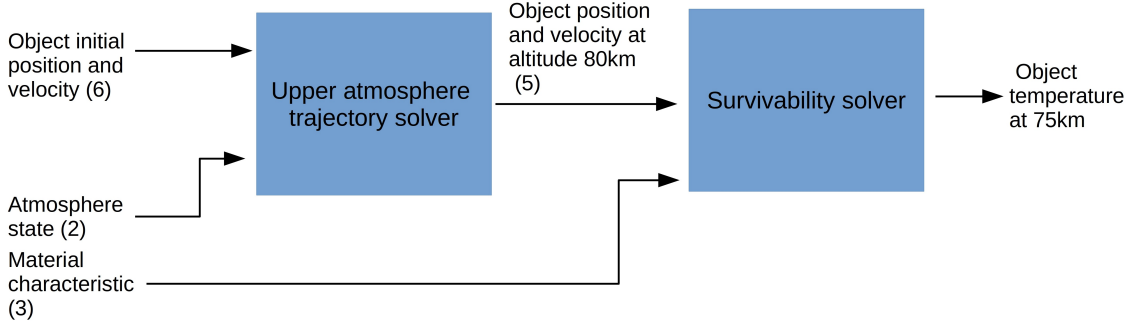 Object initial
position and
velocity (6)
Atmosphere
state (2)
Material
characteristic
(3)
Upper atmosphere
trajectory solver
Object position
and velocity at
altitude 80km
(5)
Survivability solver
Object
temperature
at 75km